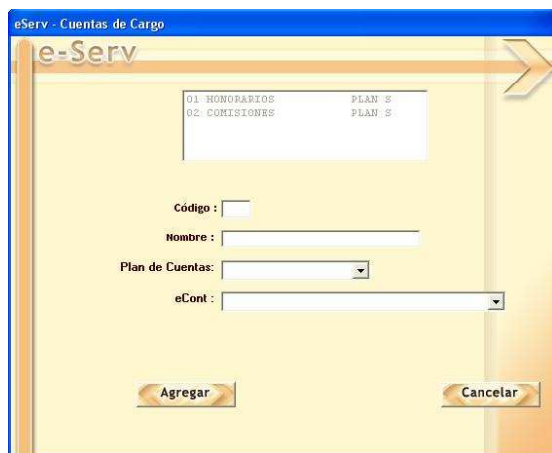 eServ - Cuentas de Cargo
e-Serv
01 HONORARIOS PLAN S
02 COMISIONES PLAN S
Código :
Nombre :
Plan de Cuentas:
eCont :
Agregar
Cancelar